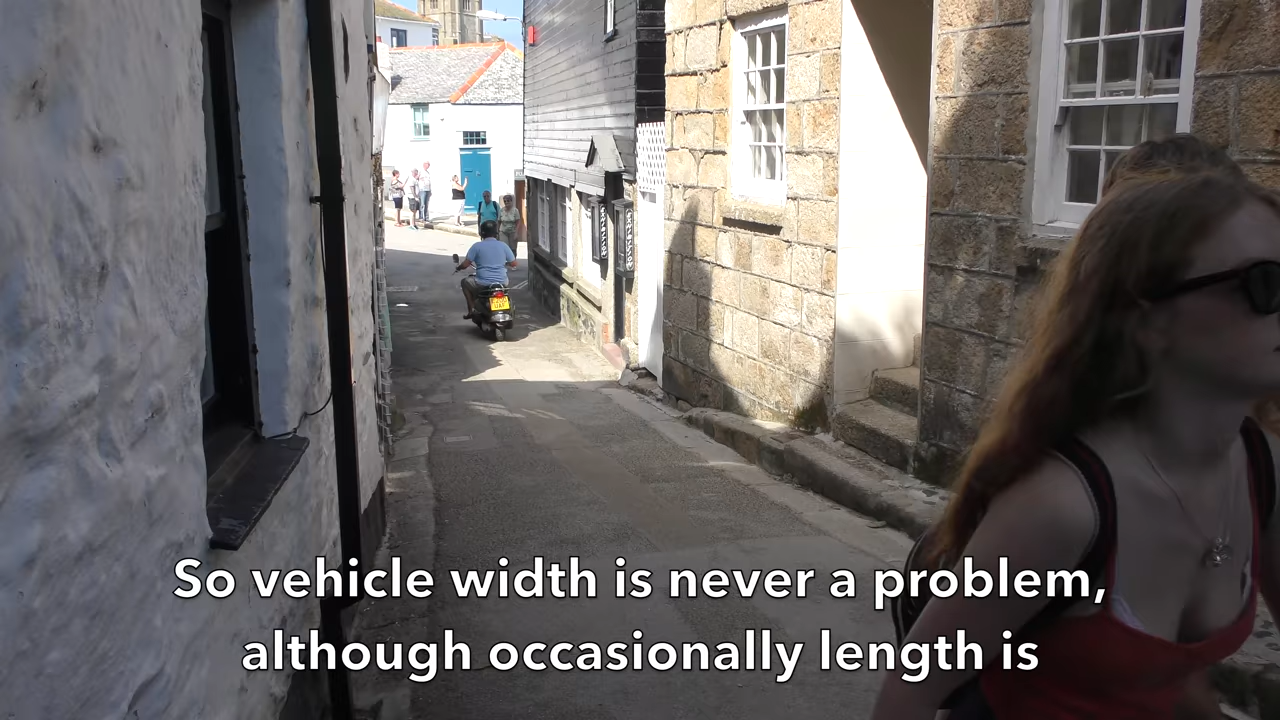 So vehicle width is never a problem,
although occasionally length is